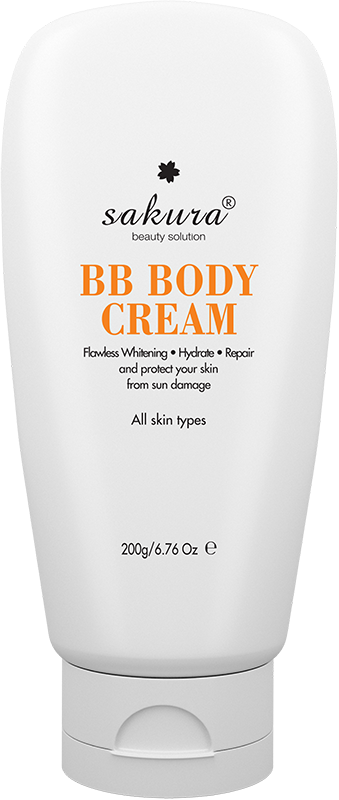 sakura®
beauty solution
BB BODY
CREAM
Flawless Whitening • Hydrate • Repair
and protect your skin
from sun damage
All skin types
200g/6.76 Oz ℮